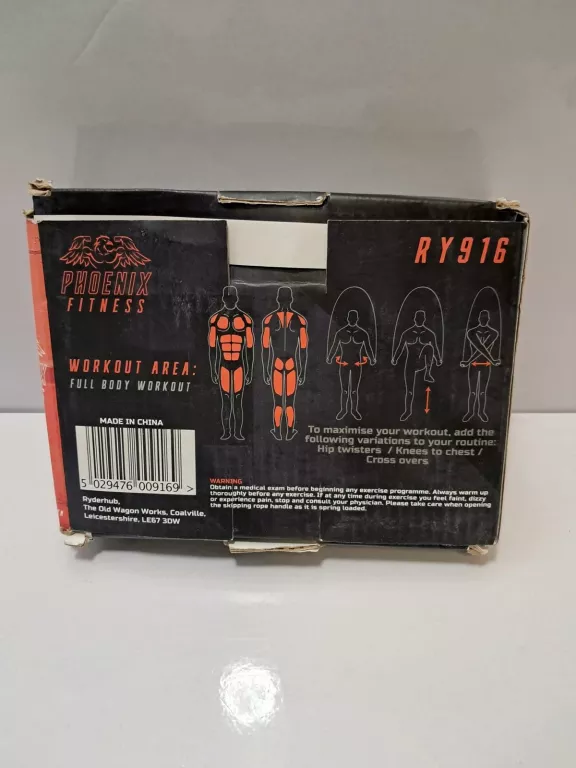 PHOENIX
FITNESS
RY916
WORKOUT AREA:
FULL BODY WORKOUT
MADE IN CHINA
5 029476 009169 >
Ryderhub,
The Old Wagon Works, Coalville,
Leicestershire, LE67 3DW
To maximise your workout, add the
following variations to your routine:
Hip twisters / Knees to chest /
Cross overs
WARNING
Obtain a medical exam before beginning any exercise programme. Always warm up
thoroughly before any exercise. If at any time during exercise you feel faint, dizzy
or experience pain, stop and consult your physician. Please take care when opening
the skipping rope handle as it is spring loaded.